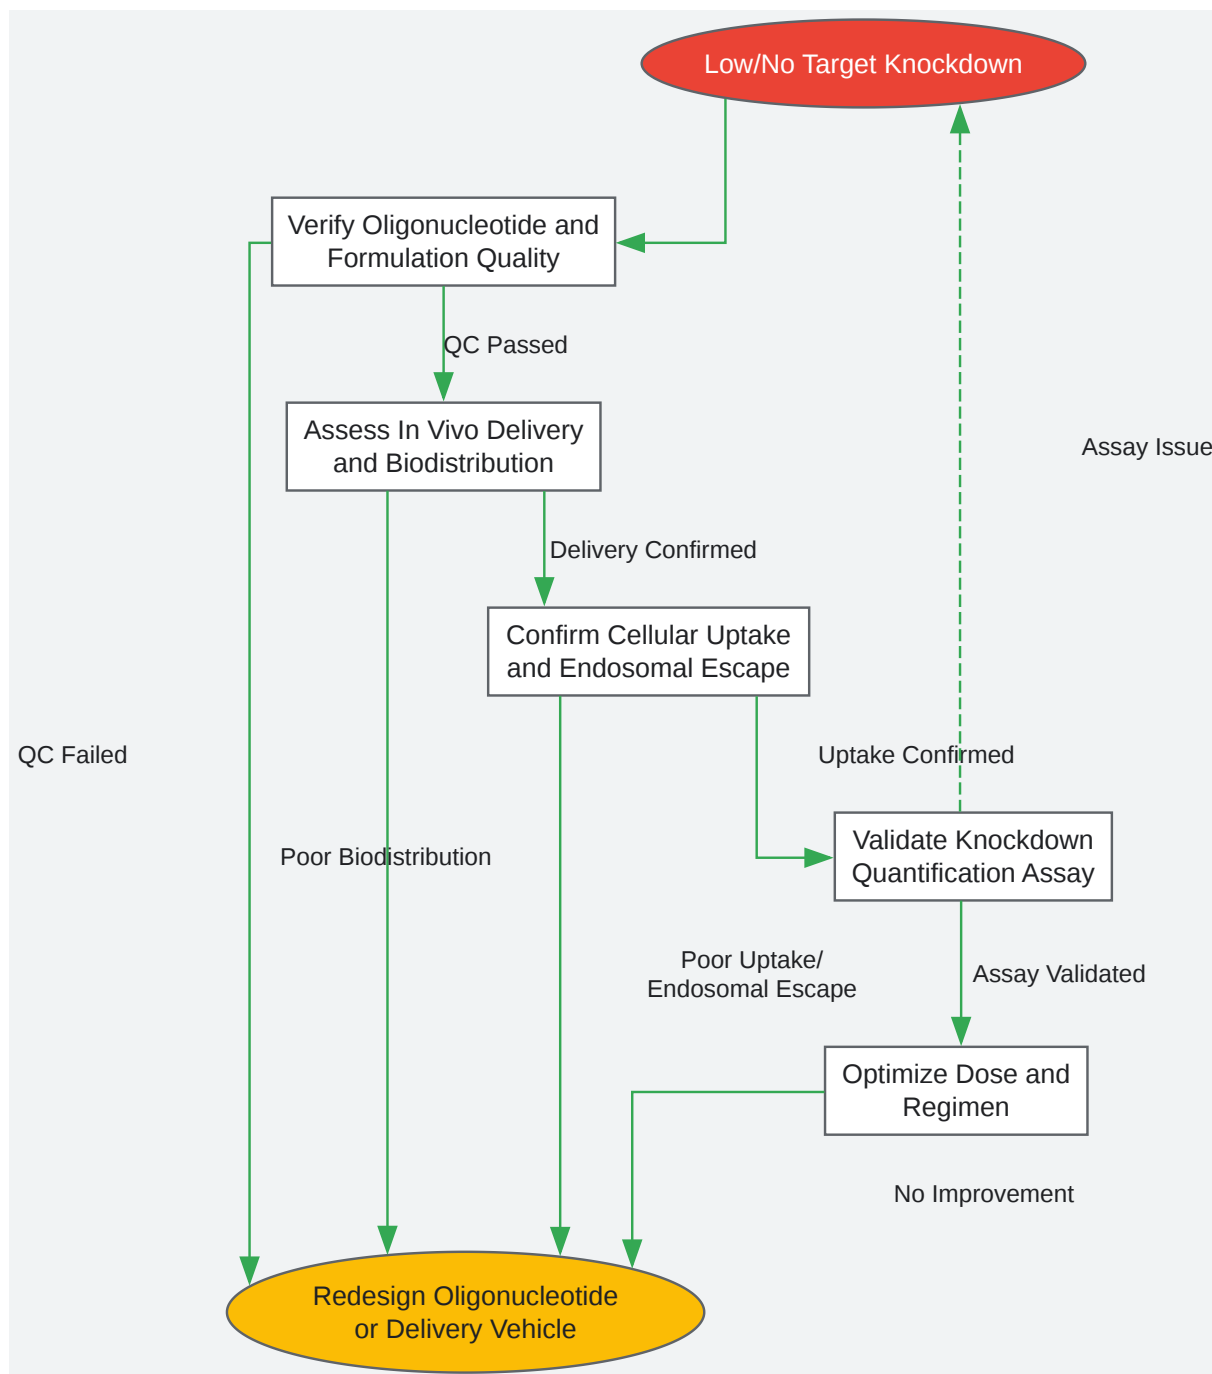 Low/No Target Knockdown
Verify Oligonucleotide and
Formulation Quality
QC Passed
Assess In Vivo Delivery
and Biodistribution
Assay Issue
Delivery Confirmed
Confirm Cellular Uptake
and Endosomal Escape
QC Failed
Uptake Confirmed
Poor Biodistribution
Validate Knockdown
Quantification Assay
Poor Uptake/
Endosomal Escape
Assay Validated
Optimize Dose and
Regimen
No Improvement
Redesign Oligonucleotide
or Delivery Vehicle